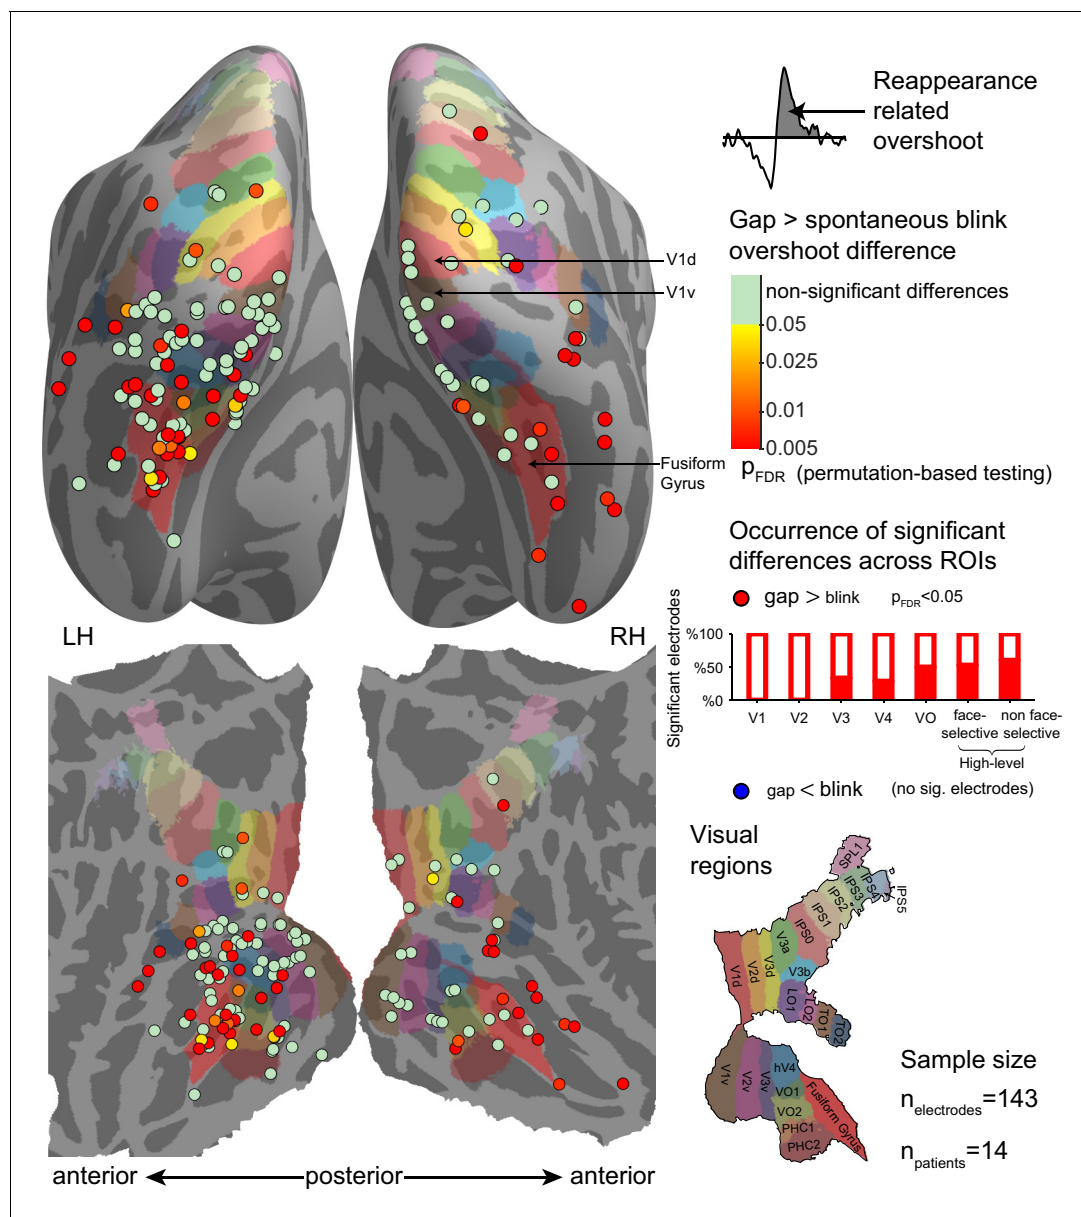 Reappearance
related
overshoot
Gap > spontaneous blink
overshoot difference
non-significant differences
0.05
0.025
0.01
0.005
pFDR (permutation-based testing)
V1d
V1v
Fusiform
Gyrus
LH
RH
Occurrence of significant
differences across ROIs
gap > blink pFDR<0.05
Significant electrodes
%100
%50
%0
V1 V2 V3 V4 VO face-selective non face-selective
High-level
gap < blink (no sig. electrodes)
Visual
regions
SPL1
IPS5
IPS4
IPS3
IPS2
IPS1
IPS0
V3a
V3b
V1d
V2d
V3d
LO1
LO2
TO1
TO2
V1v
V2v
V3v
hV4
VO1
VO2
PHC1
PHC2
Fusiform Gyrus
Sample size
nelectrodes=143
npatients=14
anterior posterior anterior